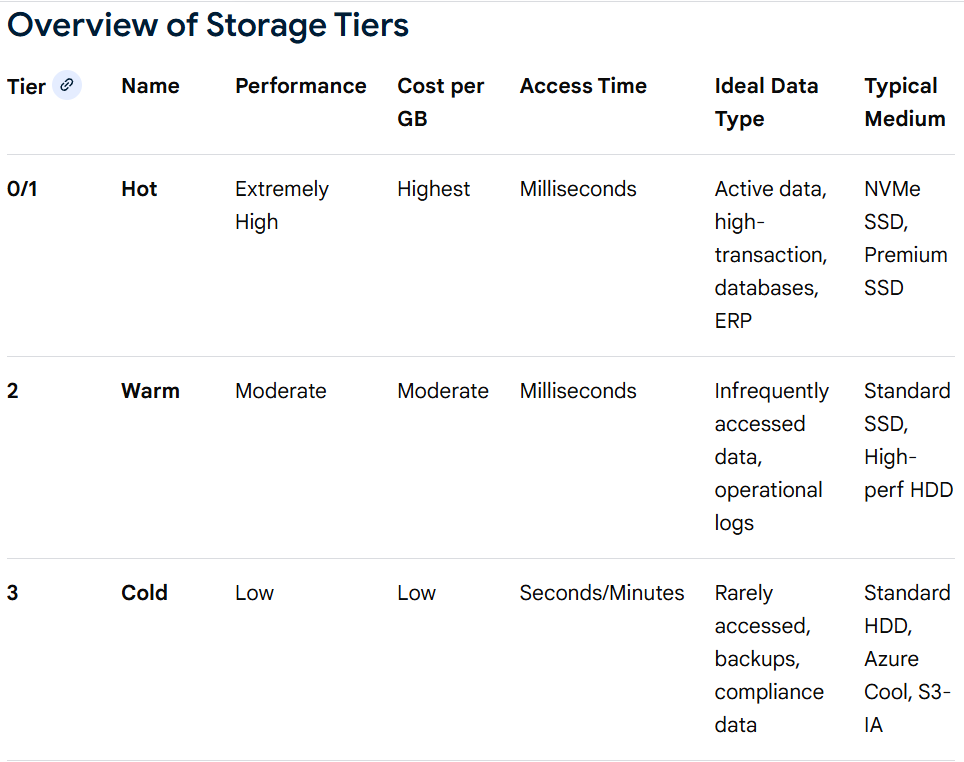 Overview of Storage Tiers
Tier Name Performance Cost per GB Access Time Ideal Data Type Typical Medium
0/1 Hot Extremely High Highest Milliseconds Active data, high-transaction, databases, ERP NVMe SSD, Premium SSD
2 Warm Moderate Moderate Milliseconds Infrequently accessed data, operational logs Standard SSD, High-perf HDD
3 Cold Low Low Seconds/Minutes Rarely accessed, backups, compliance data Standard HDD, Azure Cool, S3-IA